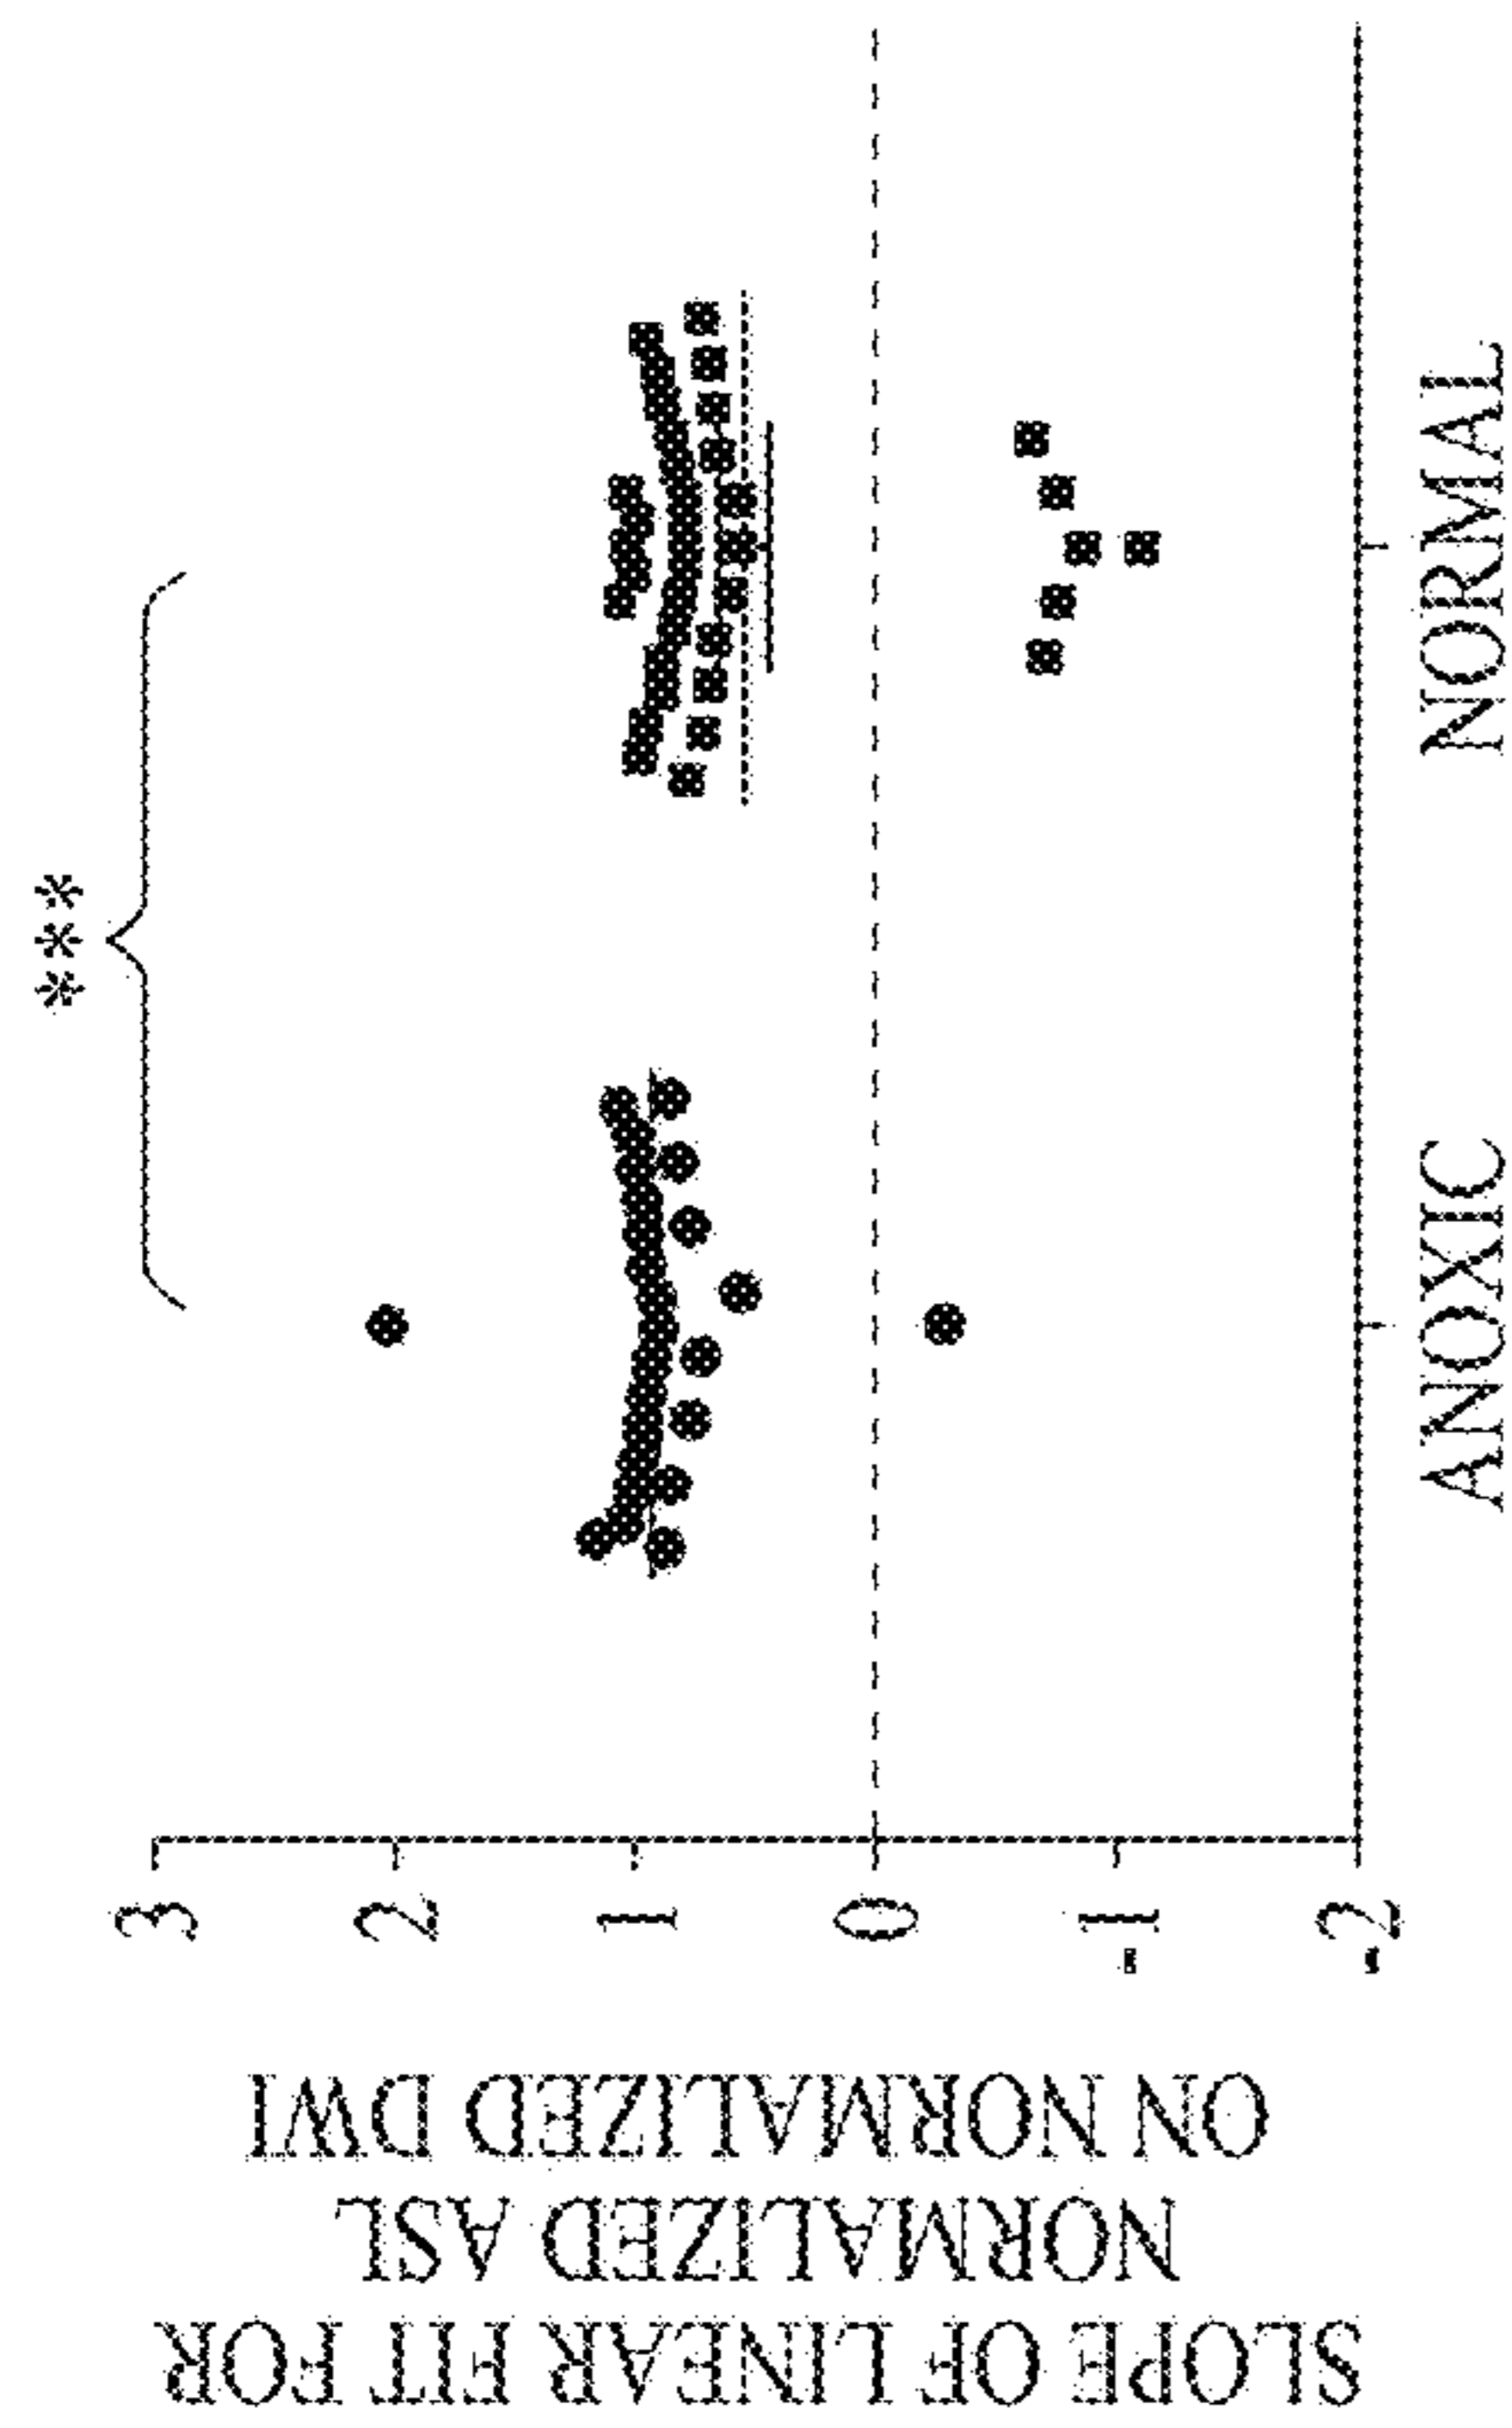 SLOPE OF LINEAR FIT FOR
NORMALIZED ASL
ON NORMALIZED DWI
***
3
2
1
0
-1
-2
ANOXIC
NORMAL